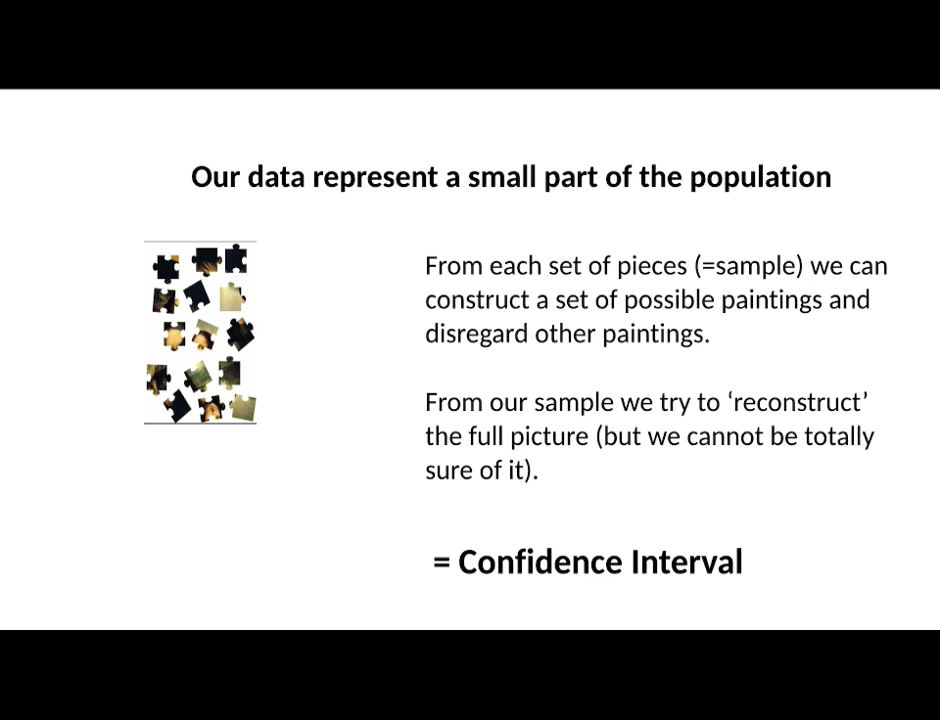 Our data represent a small part of the population
From each set of pieces (=sample) we can
construct a set of possible paintings and
disregard other paintings.
From our sample we try to ‘reconstruct’
the full picture (but we cannot be totally
sure of it).
= Confidence Interval